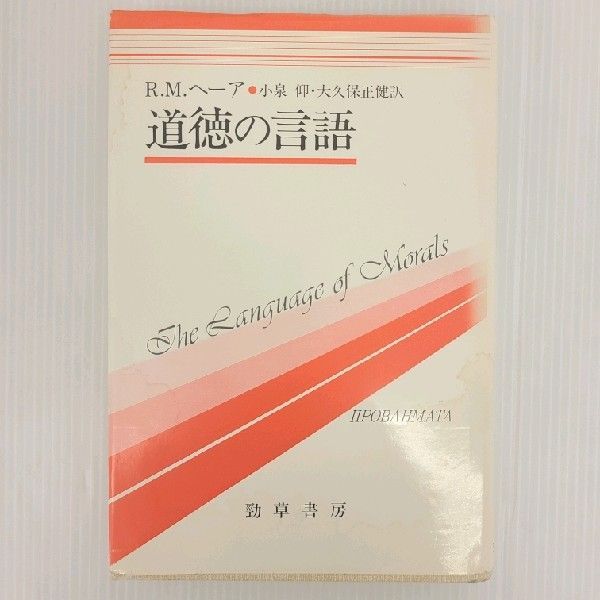 R.M.ヘーア●小泉 仰・大久保正健訳
道徳の言語
The Language of Morals
ΠΡΟΒΛΗΜΑΤΑ
勁草書房